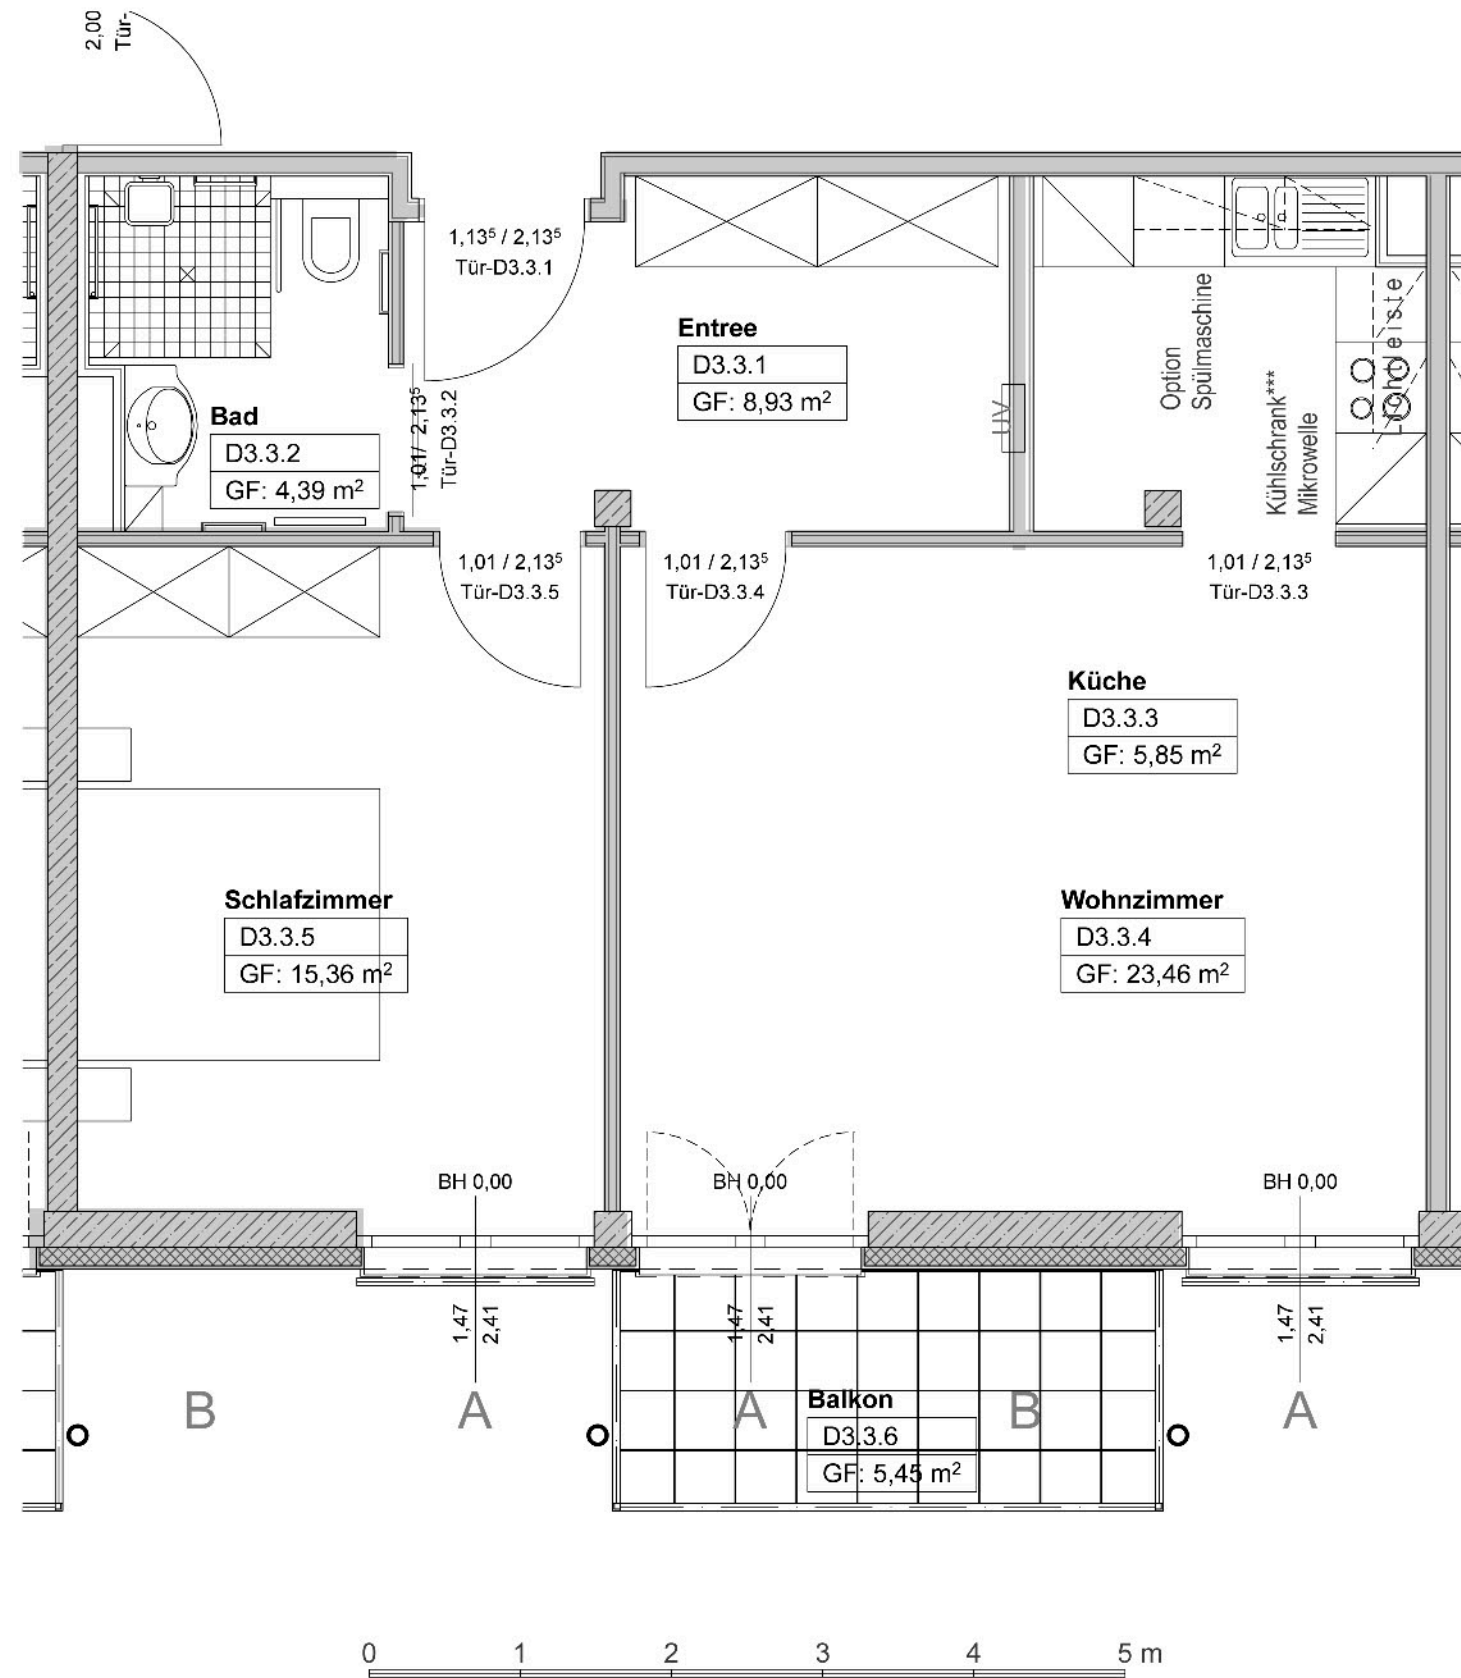 2,00
Tür-
1,13⁵ / 2,13⁵
Tür-D3.3.1
Entree
D3.3.1
GF: 8,93 m²
UV
Option
Spülmaschine
Kühlschrank***
Mikrowelle
Lichtleiste
Bad
D3.3.2
GF: 4,39 m²
1,01/ 2,13⁵
Tür-D3.3.2
1,01 / 2,13⁵
Tür-D3.3.5
1,01 / 2,13⁵
Tür-D3.3.4
1,01 / 2,13⁵
Tür-D3.3.3
Küche
D3.3.3
GF: 5,85 m²
Schlafzimmer
D3.3.5
GF: 15,36 m²
Wohnzimmer
D3.3.4
GF: 23,46 m²
BH 0,00
BH 0,00
BH 0,00
1,47
2,41
1,47
2,41
1,47
2,41
B
A
A
B
A
Balkon
D3.3.6
GF: 5,45 m²
0 1 2 3 4 5 m